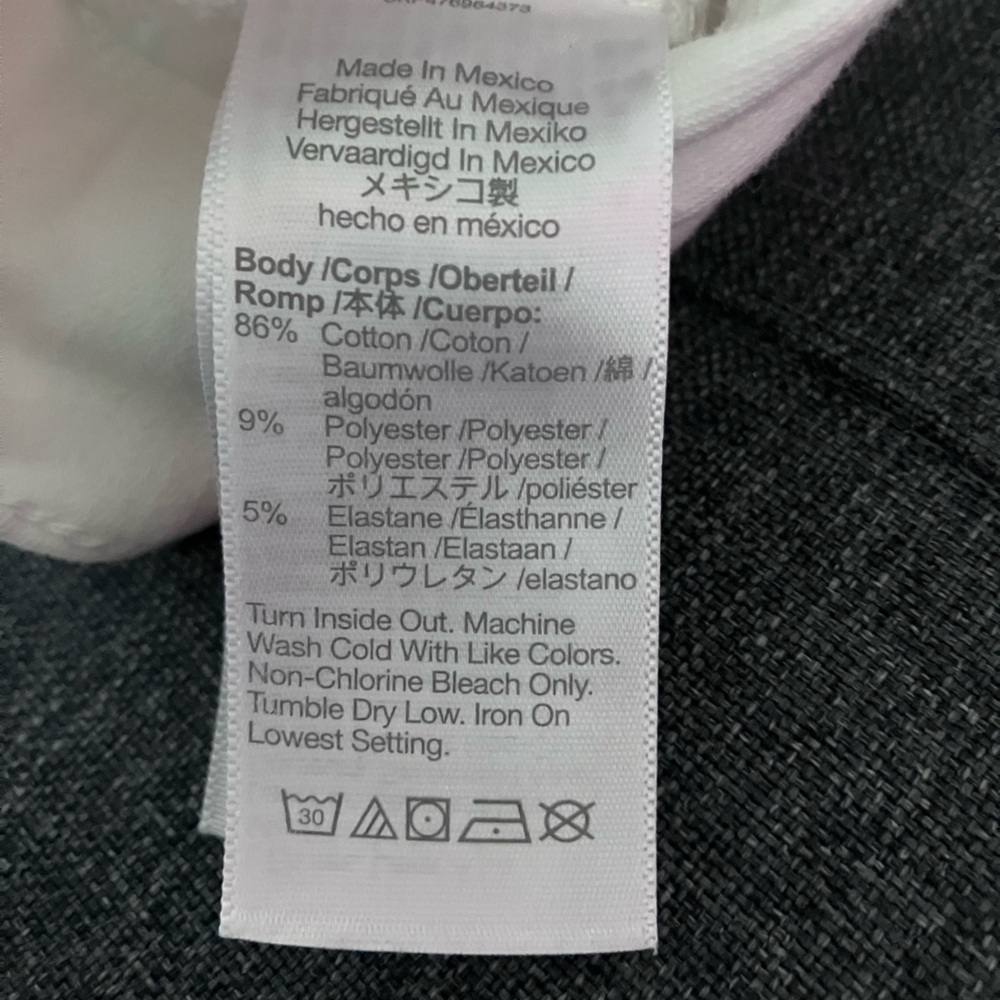 Made In Mexico
Fabriqué Au Mexique
Hergestellt In Mexiko
Vervaardigd In Mexico
メキシコ製
hecho en méxico
Body /Corps /Oberteil /
Romp /本体 /Cuerpo:
86% Cotton /Coton /
Baumwolle /Katoen /綿 /
algodón
9% Polyester /Polyester /
Polyester /Polyester /
ポリエステル /poliéster
5% Elastane /Élasthanne /
Elastan /Elastaan /
ポリウレタン /elastano
Turn Inside Out. Machine
Wash Cold With Like Colors.
Non-Chlorine Bleach Only.
Tumble Dry Low. Iron On
Lowest Setting.
30